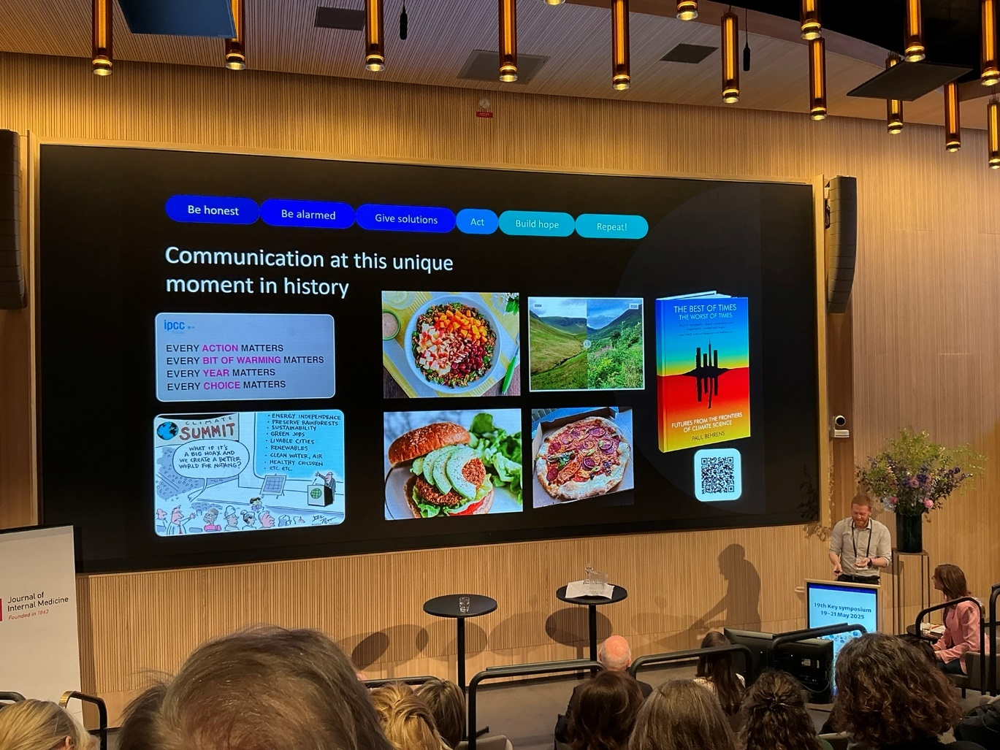 Be honest
Be alarmed
Give solutions
Act
Build hope
Repeat!
Communication at this unique
moment in history
ipcc
EVERY ACTION MATTERS
EVERY BIT OF WARMING MATTERS
EVERY YEAR MATTERS
EVERY CHOICE MATTERS
CLIMATE
SUMMIT
WHAT IF IT'S
A BIG HOAX AND
WE CREATE A BETTER
WORLD FOR NOTHING?
• ENERGY INDEPENDENCE
• PRESERVE RAINFORESTS
• SUSTAINABILITY
• GREEN JOBS
• LIVABLE CITIES
• RENEWABLES
• CLEAN WATER, AIR
• HEALTHY CHILDREN
• ETC. ETC.
2004
THE BEST OF TIMES
THE WORST OF TIMES
FUTURES FROM THE FRONTIERS
OF CLIMATE SCIENCE
PAUL BEHRENS
Journal of
Internal Medicine
Founded in 1863
19th Key symposium
19-21 May 2025